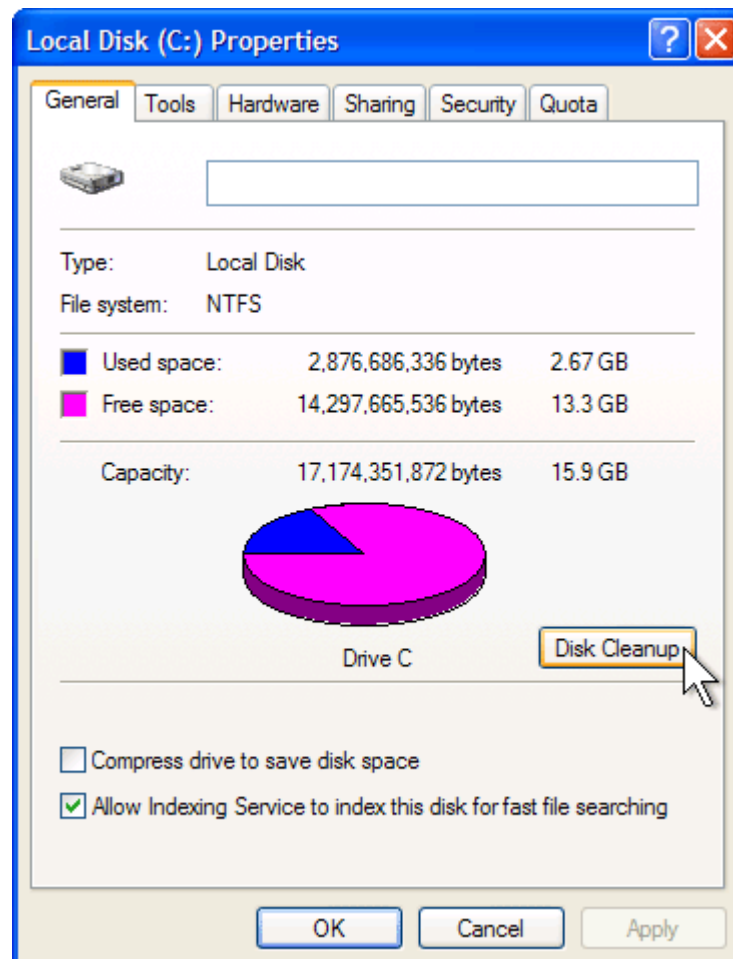 Local Disk (C:) Properties
General Tools Hardware Sharing Security Quota
Type: Local Disk
File system: NTFS
Used space: 2,876,686,336 bytes 2.67 GB
Free space: 14,297,665,536 bytes 13.3 GB
Capacity: 17,174,351,872 bytes 15.9 GB
Drive C
Disk Cleanup
Compress drive to save disk space
Allow Indexing Service to index this disk for fast file searching
OK Cancel Apply